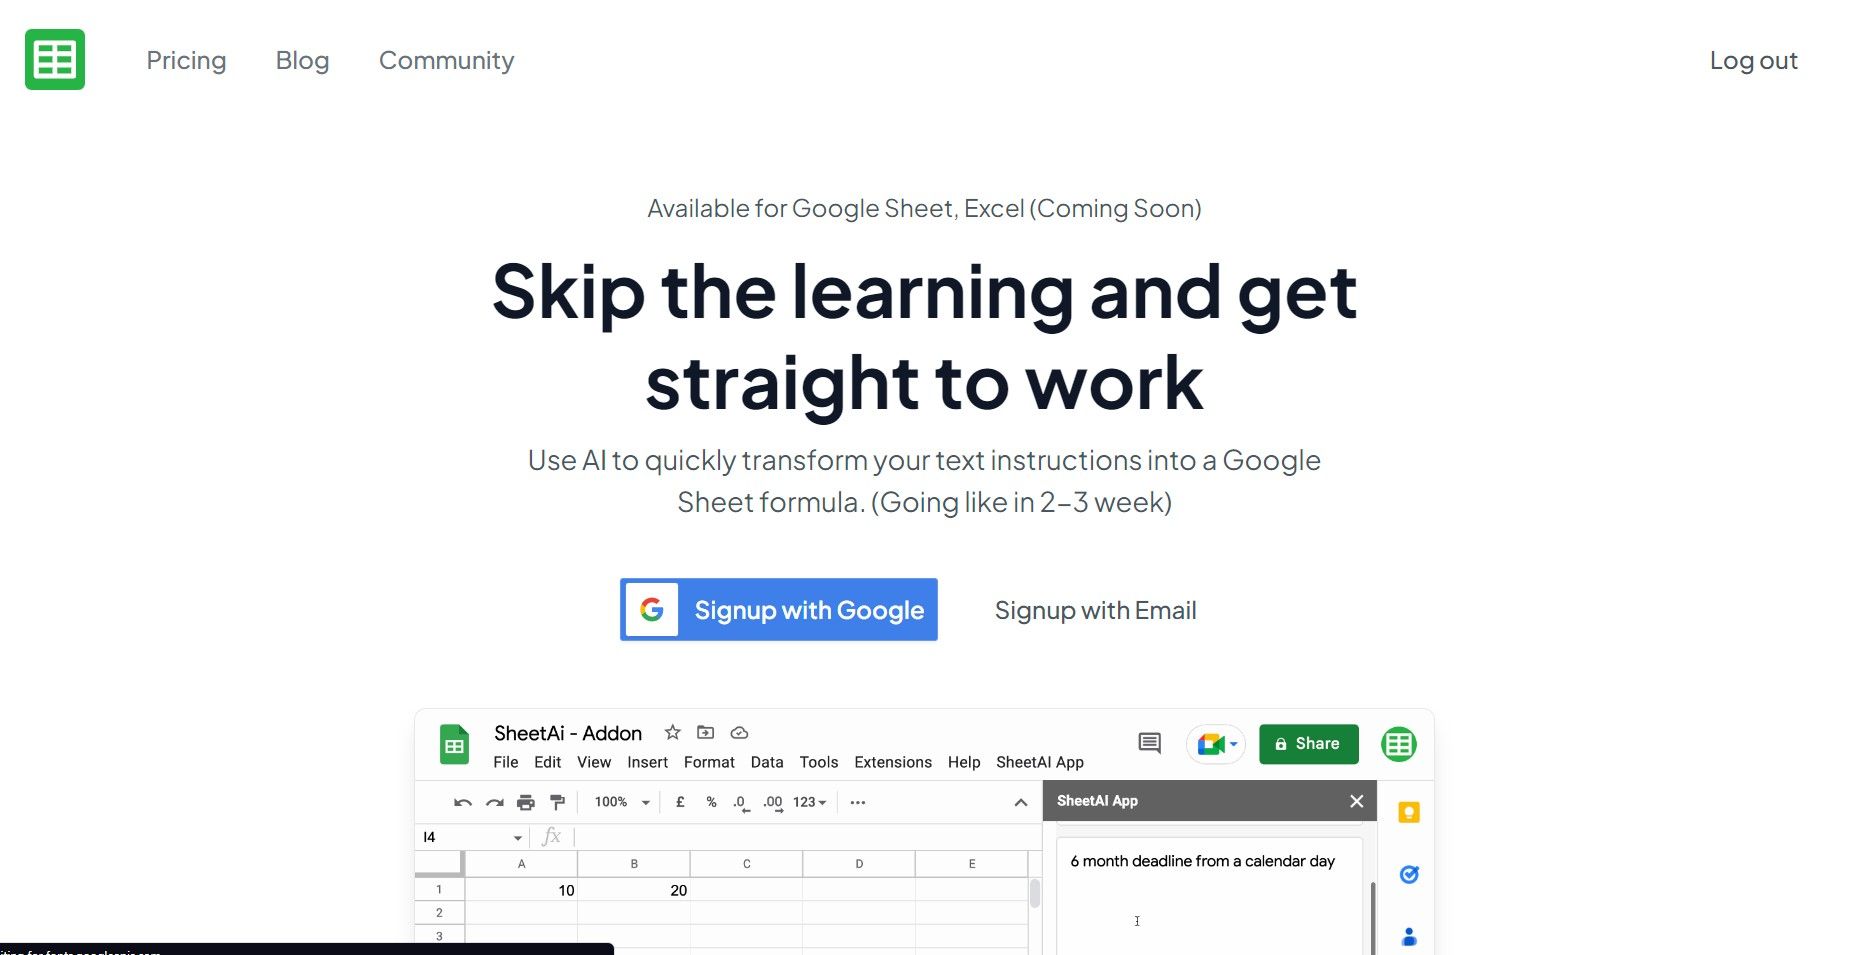 Pricing Blog Community Log out
Available for Google Sheet, Excel (Coming Soon)
Skip the learning and get
straight to work
Use AI to quickly transform your text instructions into a Google
Sheet formula. (Going like in 2–3 week)
G Signup with Google Signup with Email
SheetAi - Addon
Share
File Edit View Insert Format Data Tools Extensions Help SheetAI App
100% £ % .0 .00 123
SheetAI App
I4 fx
6 month deadline from a calendar day
A B C D E
1 10 20
2
3